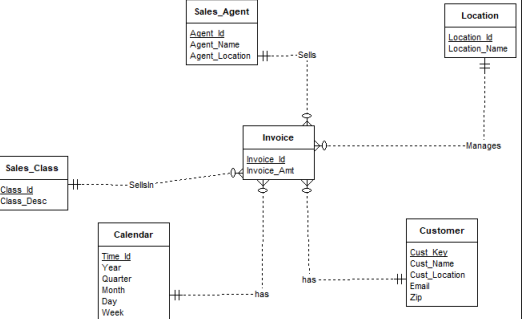 Sales_Agent
Agent_Id
Agent_Name
Agent_Location
Location
Location_Id
Location_Name
Sells
Invoice
Invoice_Id
Invoice_Amt
Manages
Sales_Class
Class_Id
Class_Desc
SellsIn
Calendar
Time_Id
Year
Quarter
Month
Day
Week
has
has
Customer
Cust_Key
Cust_Name
Cust_Location
Email
Zip